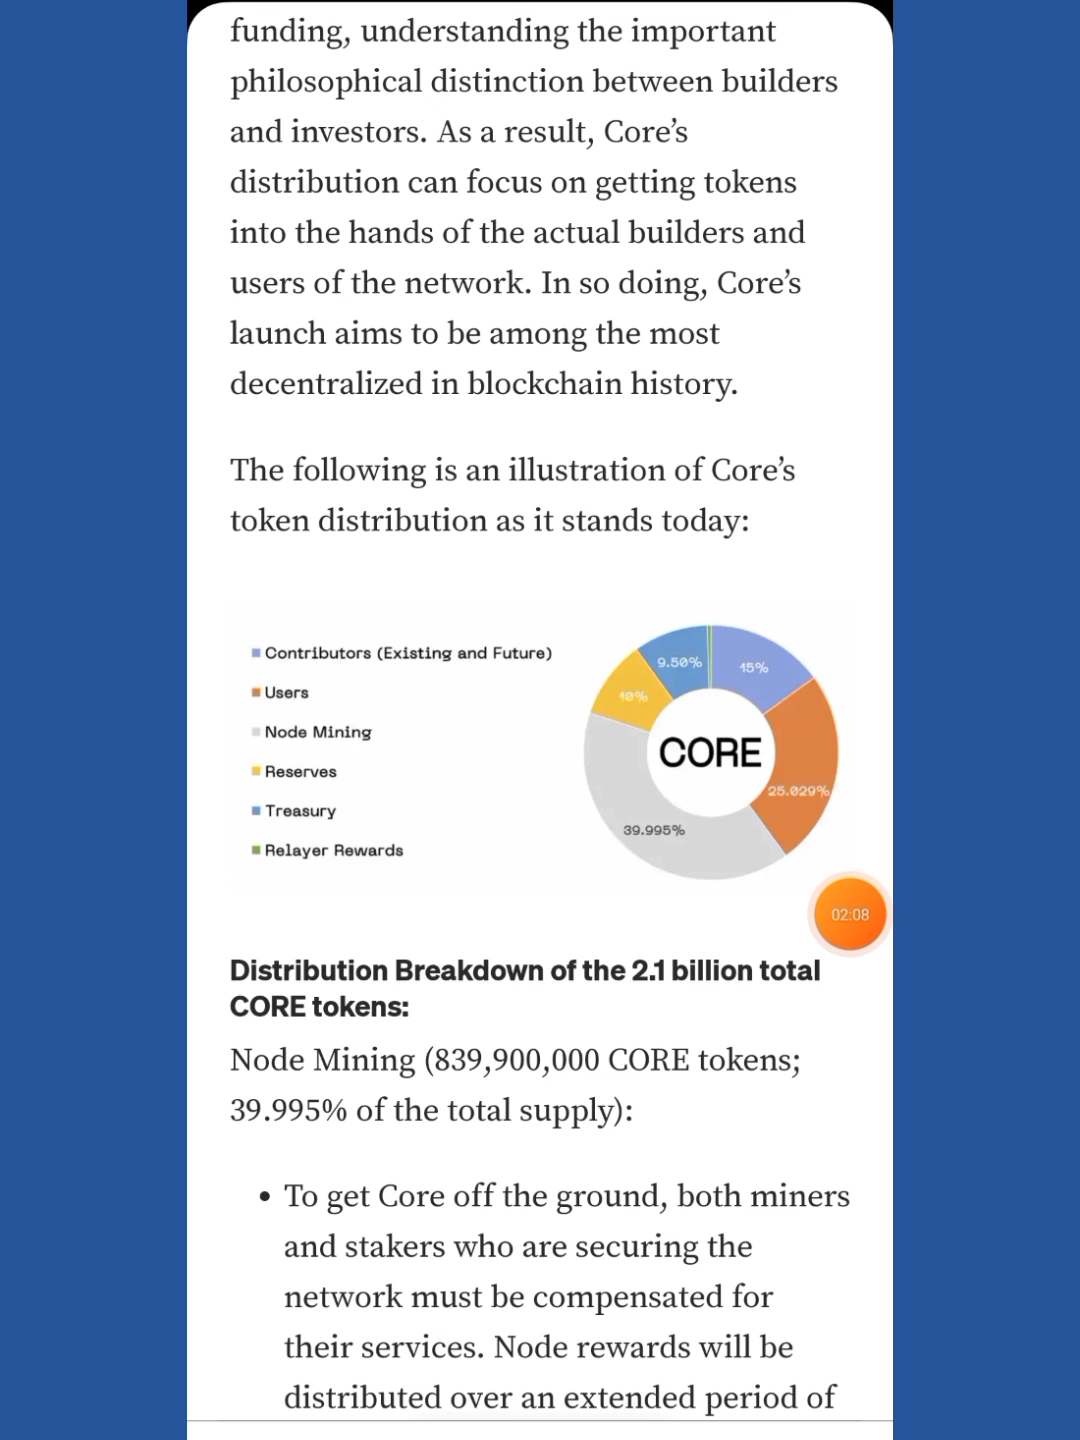 funding, understanding the important
philosophical distinction between builders
and investors. As a result, Core’s
distribution can focus on getting tokens
into the hands of the actual builders and
users of the network. In so doing, Core’s
launch aims to be among the most
decentralized in blockchain history.
The following is an illustration of Core’s
token distribution as it stands today:
Contributors (Existing and Future)
Users
Node Mining
Reserves
Treasury
Relayer Rewards
9.50%
15%
10%
CORE
25.029%
39.995%
02:08
Distribution Breakdown of the 2.1 billion total
CORE tokens:
Node Mining (839,900,000 CORE tokens;
39.995% of the total supply):
• To get Core off the ground, both miners
and stakers who are securing the
network must be compensated for
their services. Node rewards will be
distributed over an extended period of